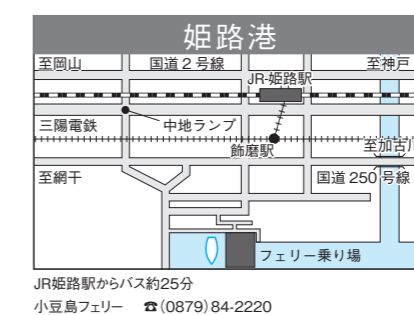 姫路港
至岡山
国道2号線
至神戸
JR-姫路駅
三陽電鉄
中地ランプ
飾磨駅
至加古川
至網干
国道250号線
フェリー乗り場
JR姫路駅からバス約25分
小豆島フェリー ☎(0879)84-2220